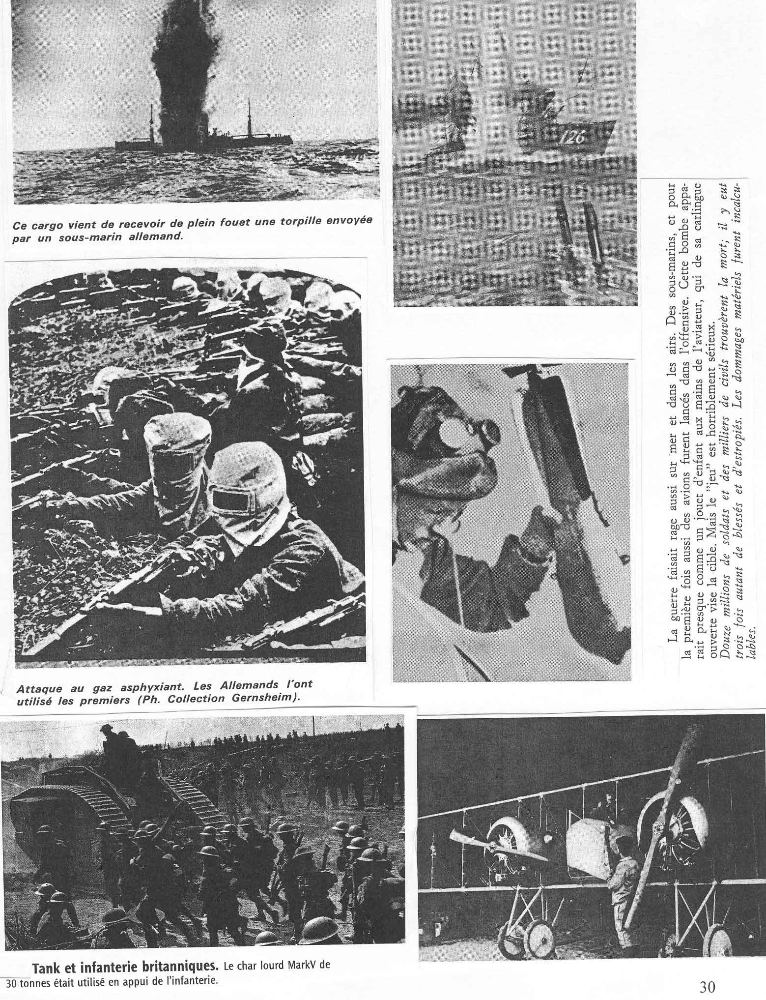 126
Ce cargo vient de recevoir de plein fouet une torpille envoyée
par un sous-marin allemand.
Attaque au gaz asphyxiant. Les Allemands l'ont
utilisé les premiers (Ph. Collection Gernsheim).
La guerre faisait rage aussi sur mer et dans les airs. Des sous-marins, et pour
la première fois aussi des avions furent lancés dans l'offensive. Cette bombe appa-
rait presque comme un jouet d'enfant aux mains de l'aviateur, qui de sa carlingue
ouverte vise la cible. Mais le "jeu" est horriblement sérieux.
Douze millions de soldats et des milliers de civils trouvèrent la mort; il y eut
trois fois autant de blessés et d'estropiés. Les dommages matériels furent incalcu-
lables.
Tank et infanterie britanniques. Le char lourd MarkV de
30 tonnes était utilisé en appui de l'infanterie.
30